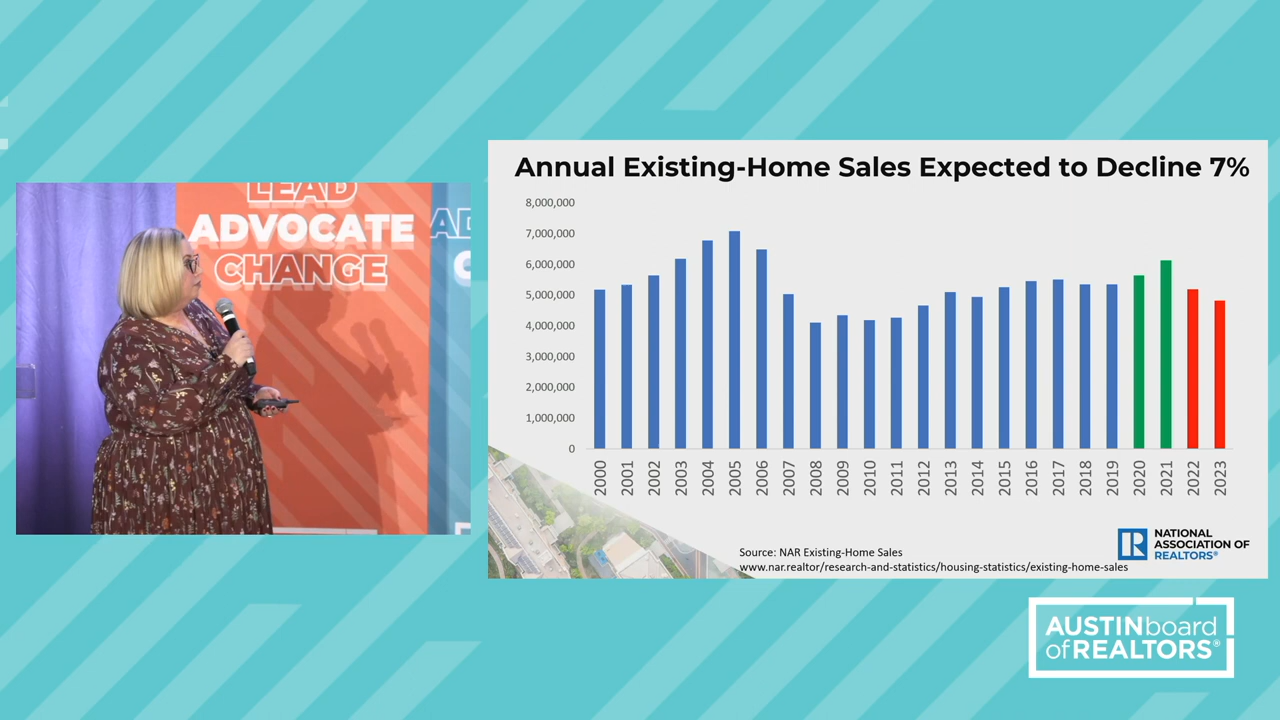 LEAD
ADVOCATE
CHANGE
AD
C
Annual Existing-Home Sales Expected to Decline 7%
8,000,000
7,000,000
6,000,000
5,000,000
4,000,000
3,000,000
2,000,000
1,000,000
0
2000
2001
2002
2003
2004
2005
2006
2007
2008
2009
2010
2011
2012
2013
2014
2015
2016
2017
2018
2019
2020
2021
2022
2023
Source: NAR Existing-Home Sales
www.nar.realtor/research-and-statistics/housing-statistics/existing-home-sales
R
NATIONAL
ASSOCIATION OF
REALTORS®
AUSTINboard
ofREALTORS®